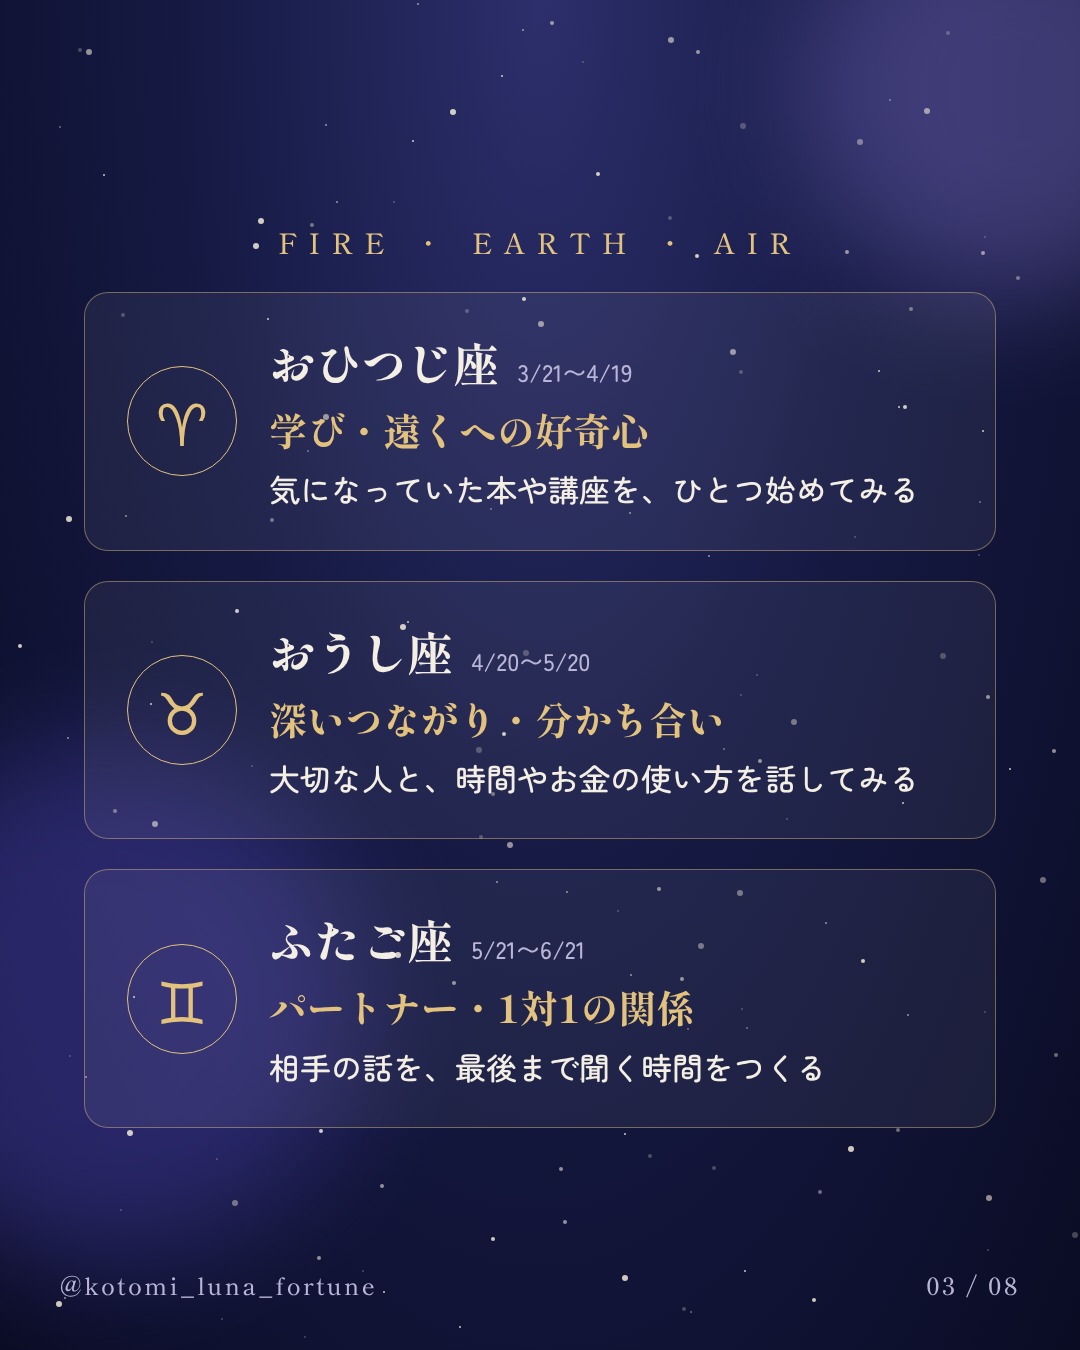 FIRE · EARTH · AIR
♈ おひつじ座 3/21〜4/19
学び・遠くへの好奇心
気になっていた本や講座を、ひとつ始めてみる
♉ おうし座 4/20〜5/20
深いつながり・分かち合い
大切な人と、時間やお金の使い方を話してみる
♊ ふたご座 5/21〜6/21
パートナー・1対1の関係
相手の話を、最後まで聞く時間をつくる
@kotomi_luna_fortune
03 / 08